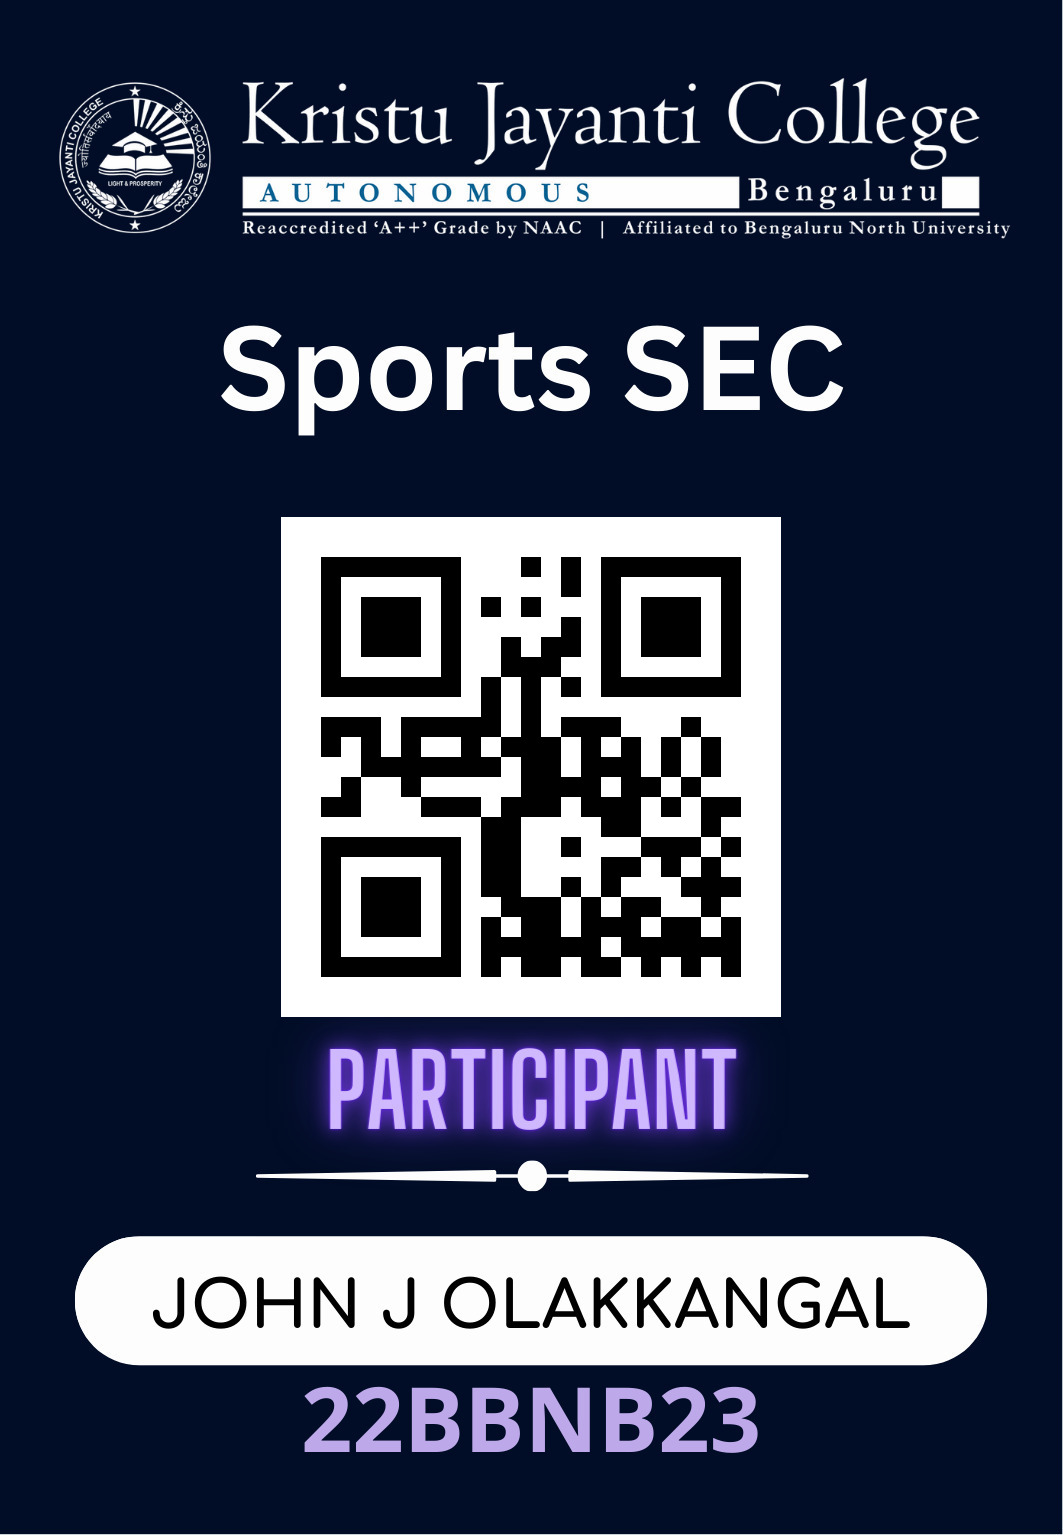 KRISTU JAYANTI COLLEGE
ज्योतिसंवादयाय
LIGHT & PROSPERITY
Kristu Jayanti College
AUTONOMOUS Bengaluru
Reaccredited ‘A++’ Grade by NAAC | Affiliated to Bengaluru North University
Sports SEC
PARTICIPANT
JOHN J OLAKKANGAL
22BBNB23